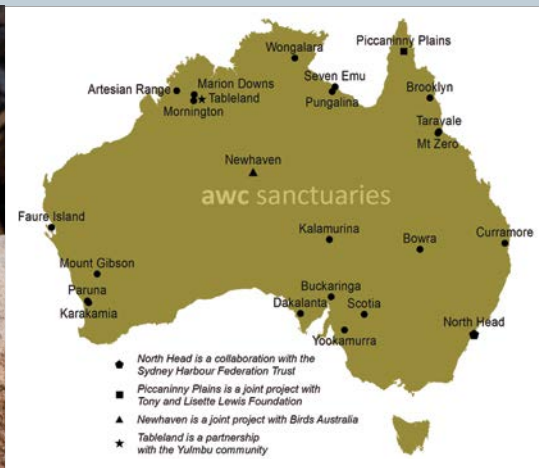 Wongalara
Piccaninny Plains
Seven Emu
Marion Downs
Artesian Range
Tableland
Pungalina
Brooklyn
Mornington
Taravale
Mt Zero
Newhaven
awc sanctuaries
Faure Island
Kalamurina
Bowra
Curramore
Mount Gibson
Buckaringa
Paruna
Dakalanta
Scotia
Karakamia
North Head
Yookamurra
North Head is a collaboration with the
Sydney Harbour Federation Trust
Piccaninny Plains is a joint project with
Tony and Lisette Lewis Foundation
Newhaven is a joint project with Birds Australia
Tableland is a partnership
with the Yulmbu community